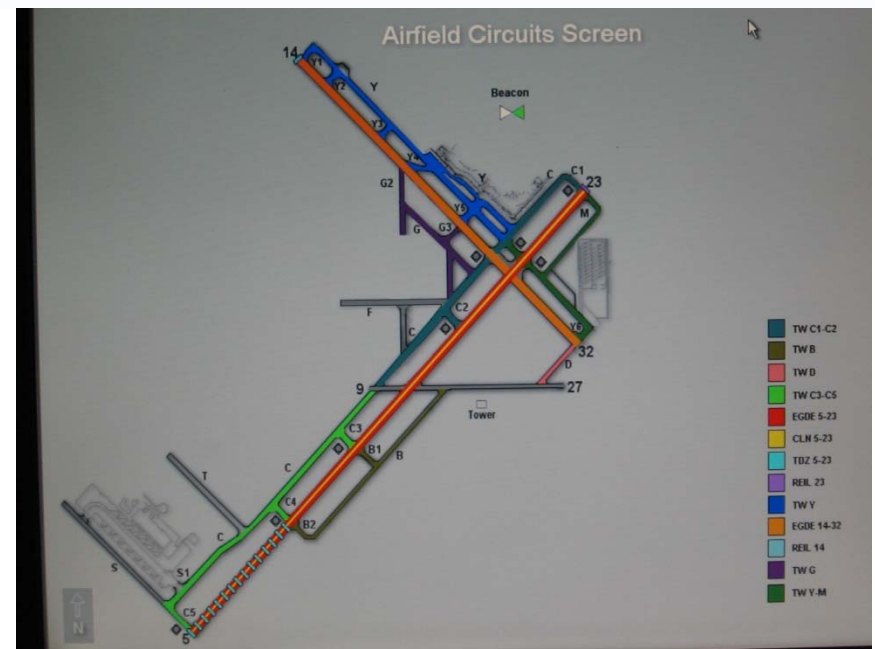 Airfield Circuits Screen
14
Y1
Y2
Y
Y3
Beacon
Y4
Y
C
C1
23
G2
M
Y5
G
G3
C2
F
C
Y6
32
D
9
27
Tower
C3
B1
B
C
T
C4
B2
C
S
S1
C5
5
N
TW C1-C2
TW B
TW D
TW C3-C5
EGDE 5-23
CLN 5-23
TDZ 5-23
REIL 23
TW Y
EGDE 14-32
REIL 14
TW G
TW Y-M